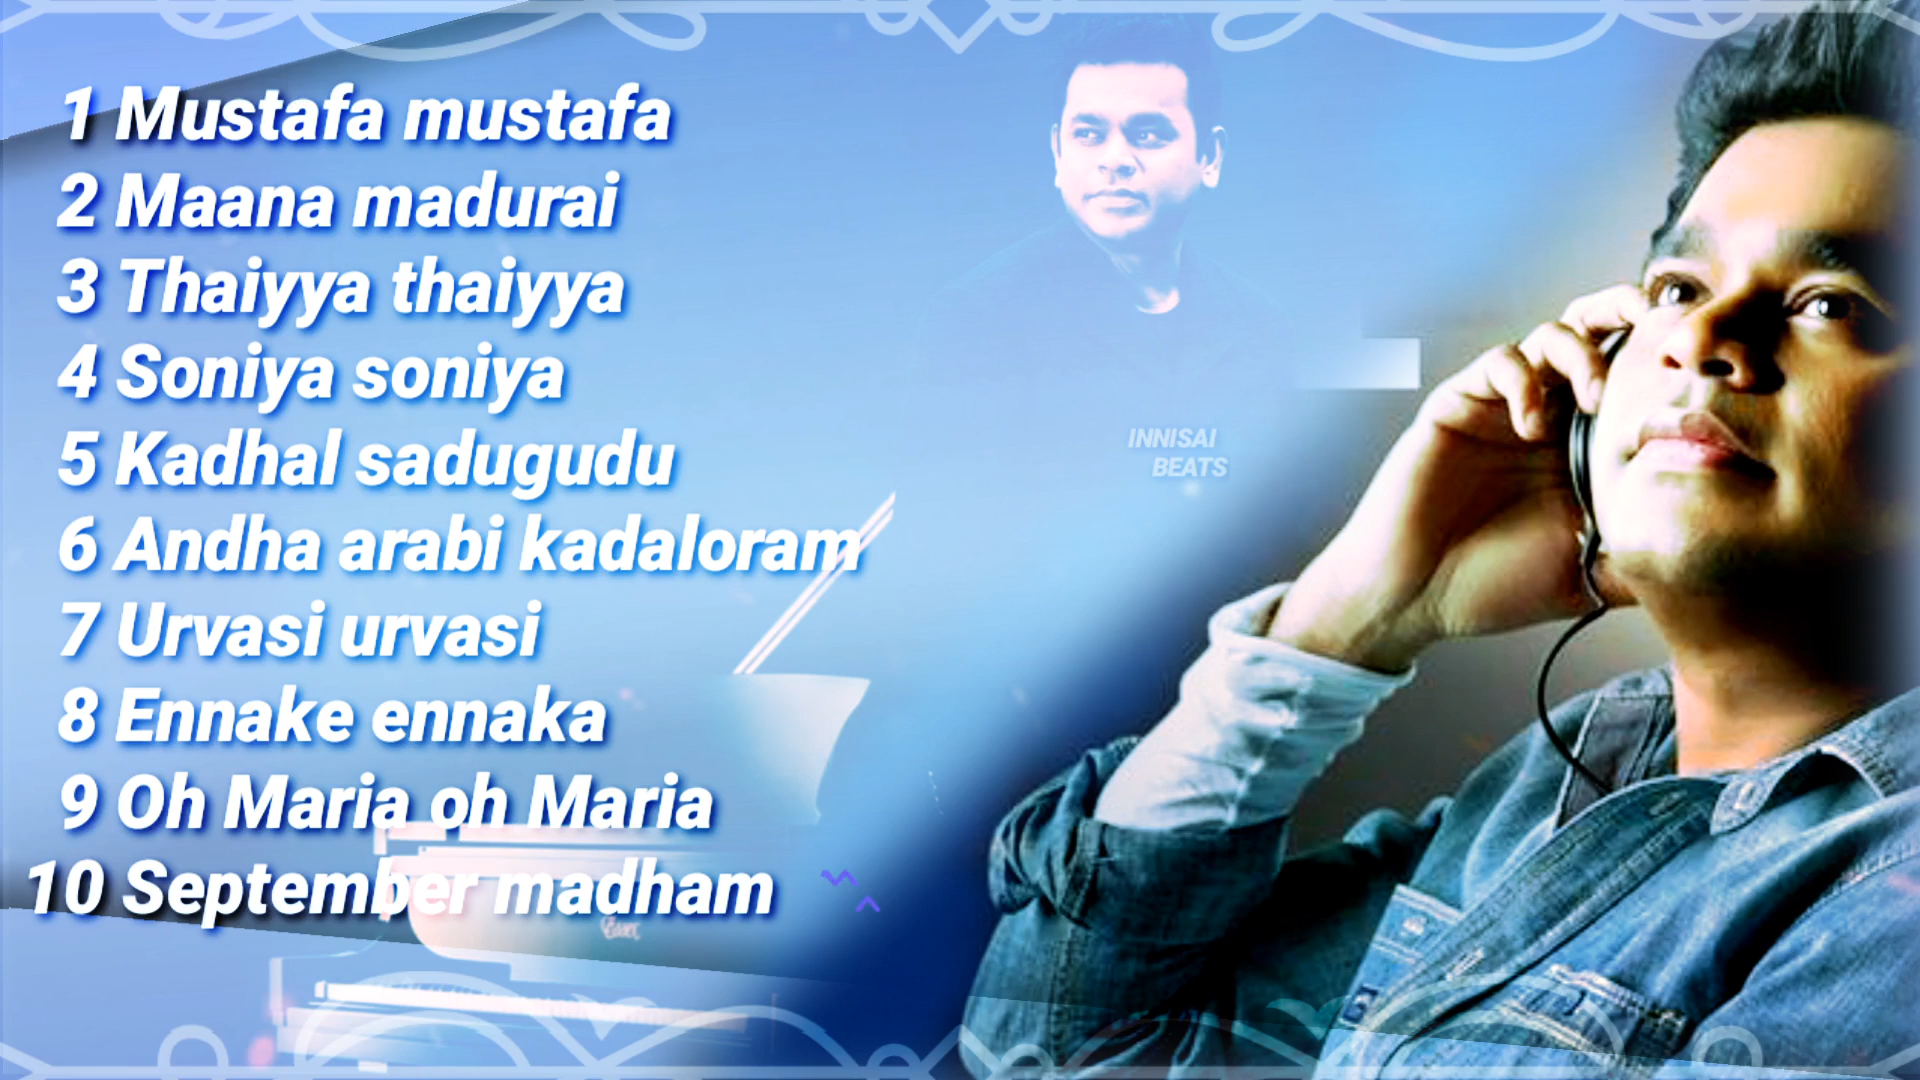 1 Mustafa mustafa
2 Maana madurai
3 Thaiyya thaiyya
4 Soniya soniya
5 Kadhal sadugudu
6 Andha arabi kadaloram
7 Urvasi urvasi
8 Ennake ennaka
9 Oh Maria oh Maria
10 September madham
INNISAI
BEATS